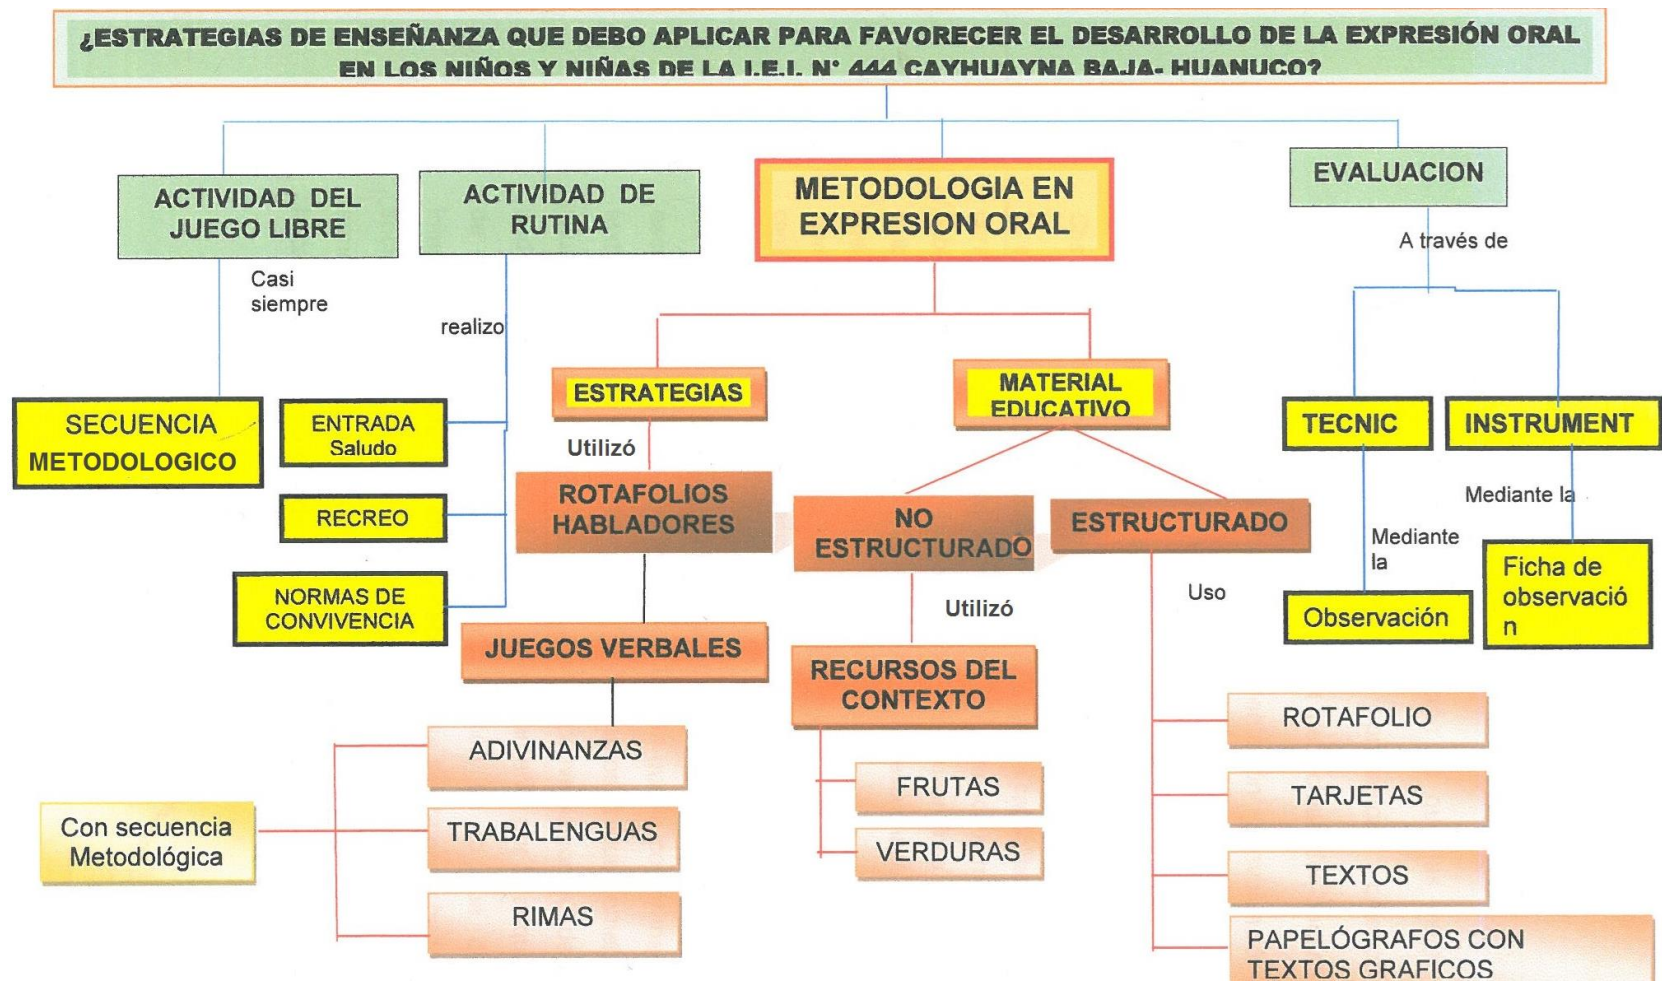 ¿ESTRATEGIAS DE ENSEÑANZA QUE DEBO APLICAR PARA FAVORECER EL DESARROLLO DE LA EXPRESIÓN ORAL
EN LOS NIÑOS Y NIÑAS DE LA I.E.I. N° 444 CAYHUAYNA BAJA- HUANUCO?
ACTIVIDAD DEL
JUEGO LIBRE
ACTIVIDAD DE
RUTINA
METODOLOGIA EN
EXPRESION ORAL
EVALUACION
Casi
siempre
realizo
A través de
SECUENCIA
METODOLOGICO
ENTRADA
Saludo
RECREO
NORMAS DE
CONVIVENCIA
ESTRATEGIAS
Utilizó
ROTAFOLIOS
HABLADORES
JUEGOS VERBALES
ADIVINANZAS
TRABALENGUAS
RIMAS
Con secuencia
Metodológica
MATERIAL
EDUCATIVO
NO
ESTRUCTURADO
Utilizó
RECURSOS DEL
CONTEXTO
FRUTAS
VERDURAS
ESTRUCTURADO
Uso
ROTAFOLIO
TARJETAS
TEXTOS
PAPELÓGRAFOS CON
TEXTOS GRAFICOS
TECNIC
Mediante
la
Observación
INSTRUMENT
Mediante la
Ficha de
observació
n